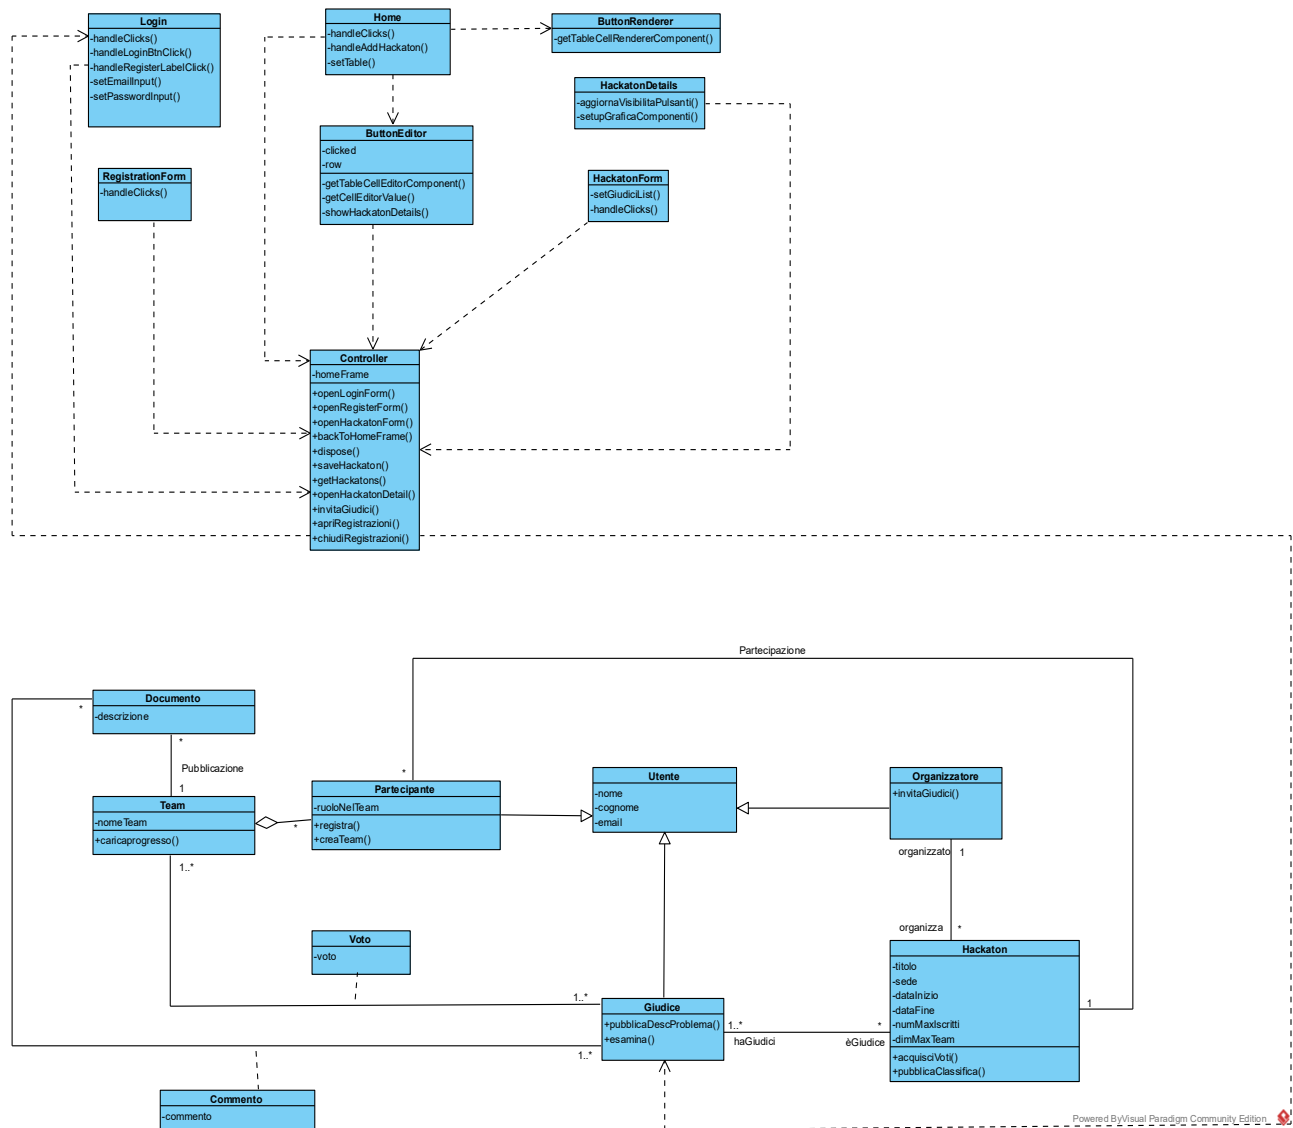 Login
-handleClicks()
-handleLoginBtnClick()
-handleRegisterLabelClick()
-setEmailInput()
-setPasswordInput()
Home
-handleClicks()
-handleAddHackaton()
-setTable()
ButtonRenderer
-getTableCellRendererComponent()
HackatonDetails
-aggiornaVisibilitaPulsanti()
-setupGraficaComponenti()
ButtonEditor
-clicked
-row
-getTableCellEditorComponent()
-getCellEditorValue()
-showHackatonDetails()
RegistrationForm
-handleClicks()
HackatonForm
-setGiudiciList()
-handleClicks()
Controller
-homeFrame
+openLoginForm()
+openRegisterForm()
+openHackatonForm()
+backToHomeFrame()
+dispose()
+saveHackaton()
+getHackatons()
+openHackatonDetail()
+invitaGiudici()
+apriRegistrazioni()
+chiudiRegistrazioni()
Partecipazione
Documento
-descrizione
*
*
Pubblicazione
1
Team
-nomeTeam
+caricaprogresso()
1..*
*
*
Partecipante
-ruoloNelTeam
+registra()
+creaTeam()
Utente
-nome
-cognome
-email
Organizzatore
+invitaGiudici()
organizzato 1
organizza *
Voto
-voto
Hackaton
-titolo
-sede
-dataInizio
-dataFine
-numMaxIscritti
-dimMaxTeam
+acquisciVoti()
+pubblicaClassifica()
1
1..*
Giudice
+pubblicaDescProblema()
+esamina()
1..*
1..*
haGiudici
*
èGiudice
Commento
-commento
Powered ByVisual Paradigm Community Edition